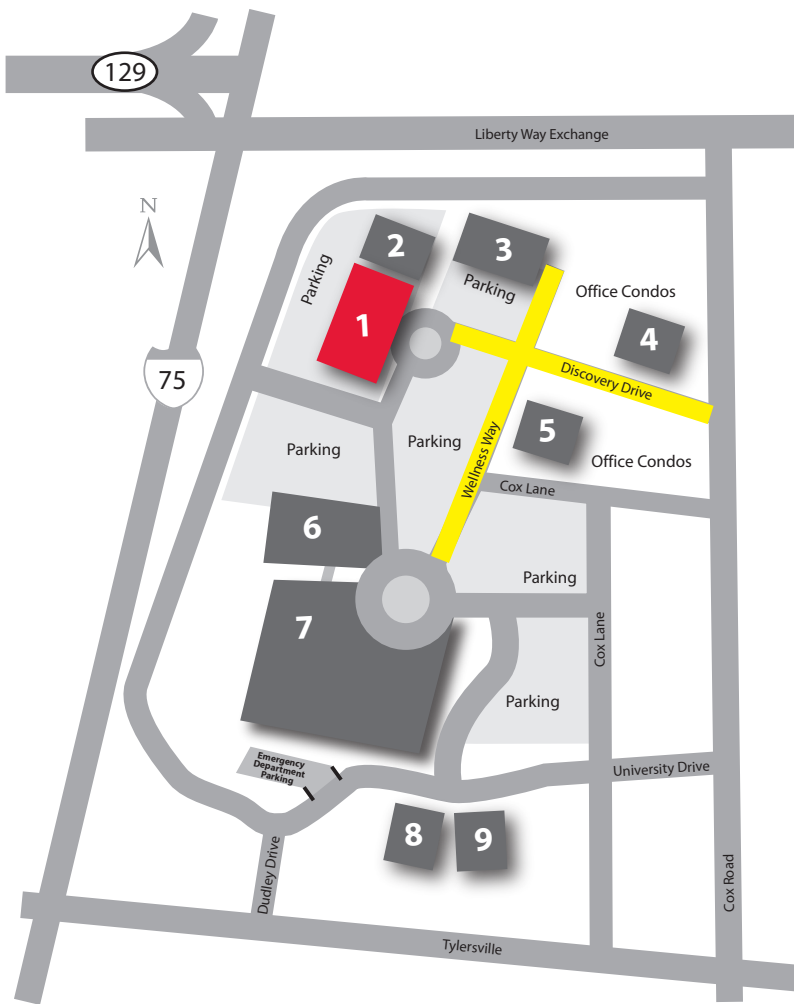 129
Liberty Way Exchange
N
2
3
Parking
Parking
Office Condos
1
4
75
Discovery Drive
5
Parking
Parking
Wellness Way
Office Condos
Cox Lane
6
Parking
7
Cox Lane
Parking
Emergency
Department
Parking
University Drive
8
9
Dudley Drive
Cox Road
Tylersville